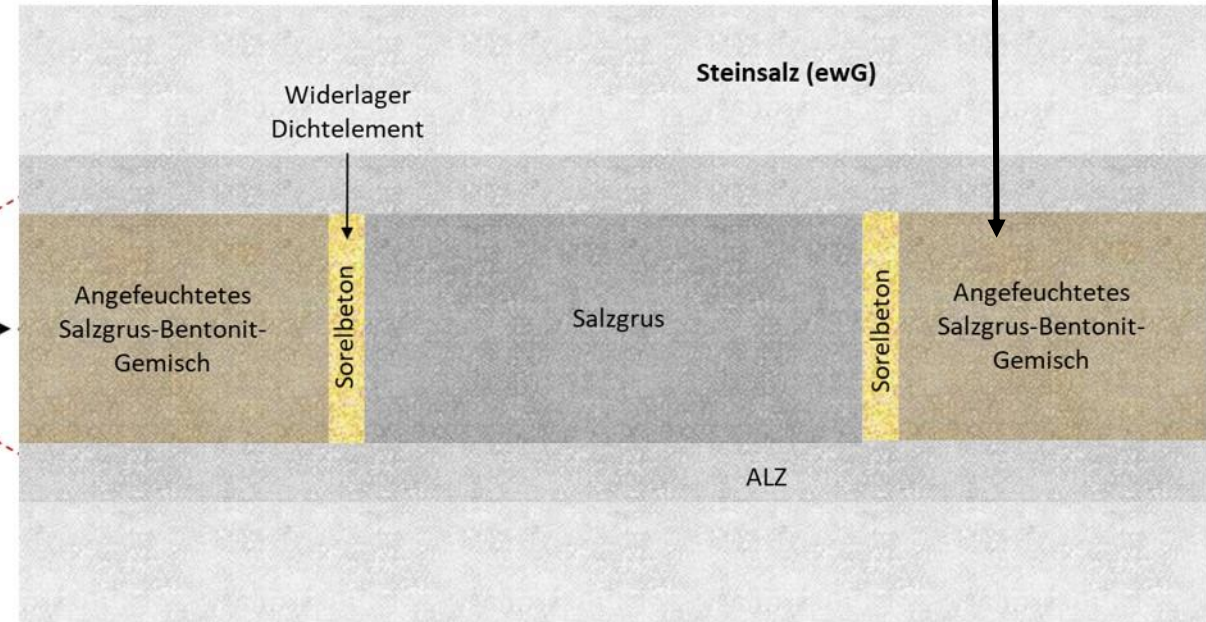 Steinsalz (ewG)
Widerlager
Dichtelement
Angefeuchtetes
Salzgrus-Bentonit-
Gemisch
Sorelbeton
Salzgrus
Sorelbeton
Angefeuchtetes
Salzgrus-Bentonit-
Gemisch
ALZ